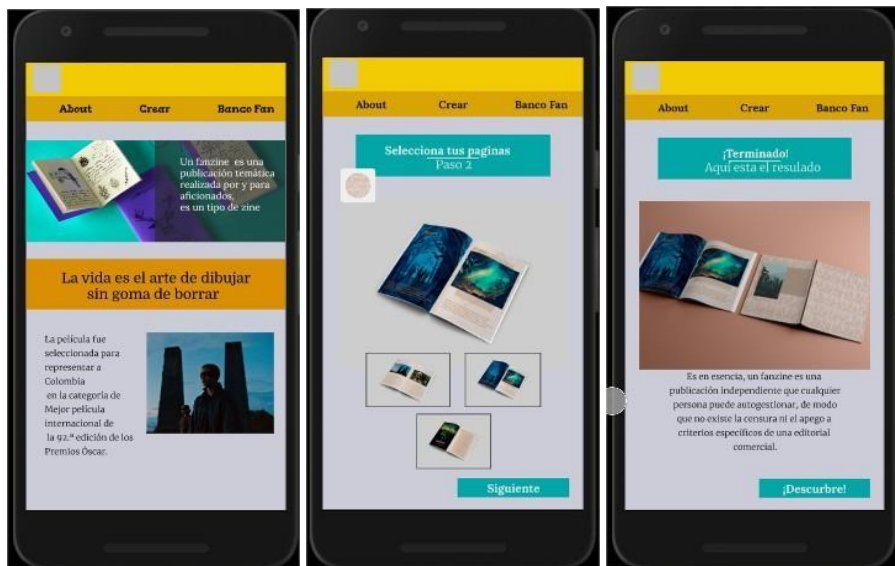 About Crear Banco Fan
Un fanzine es una
publicación temática
realizada por y para
aficionados,
es un tipo de zine
La vida es el arte de dibujar
sin goma de borrar
La película fue
seleccionada para
representar a
Colombia
en la categoría de
Mejor película
internacional de
la 92.ª edición de los
Premios Óscar.
About Crear Banco Fan
Selecciona tus paginas
Paso 2
Siguiente
About Crear Banco Fan
¡Terminado!
Aquí esta el resulado
Es en esencia, un fanzine es una
publicación independiente que cualquier
persona puede autogestionar, de modo
que no existe la censura ni el apego a
criterios específicos de una editorial
comercial.
¡Descurbre!